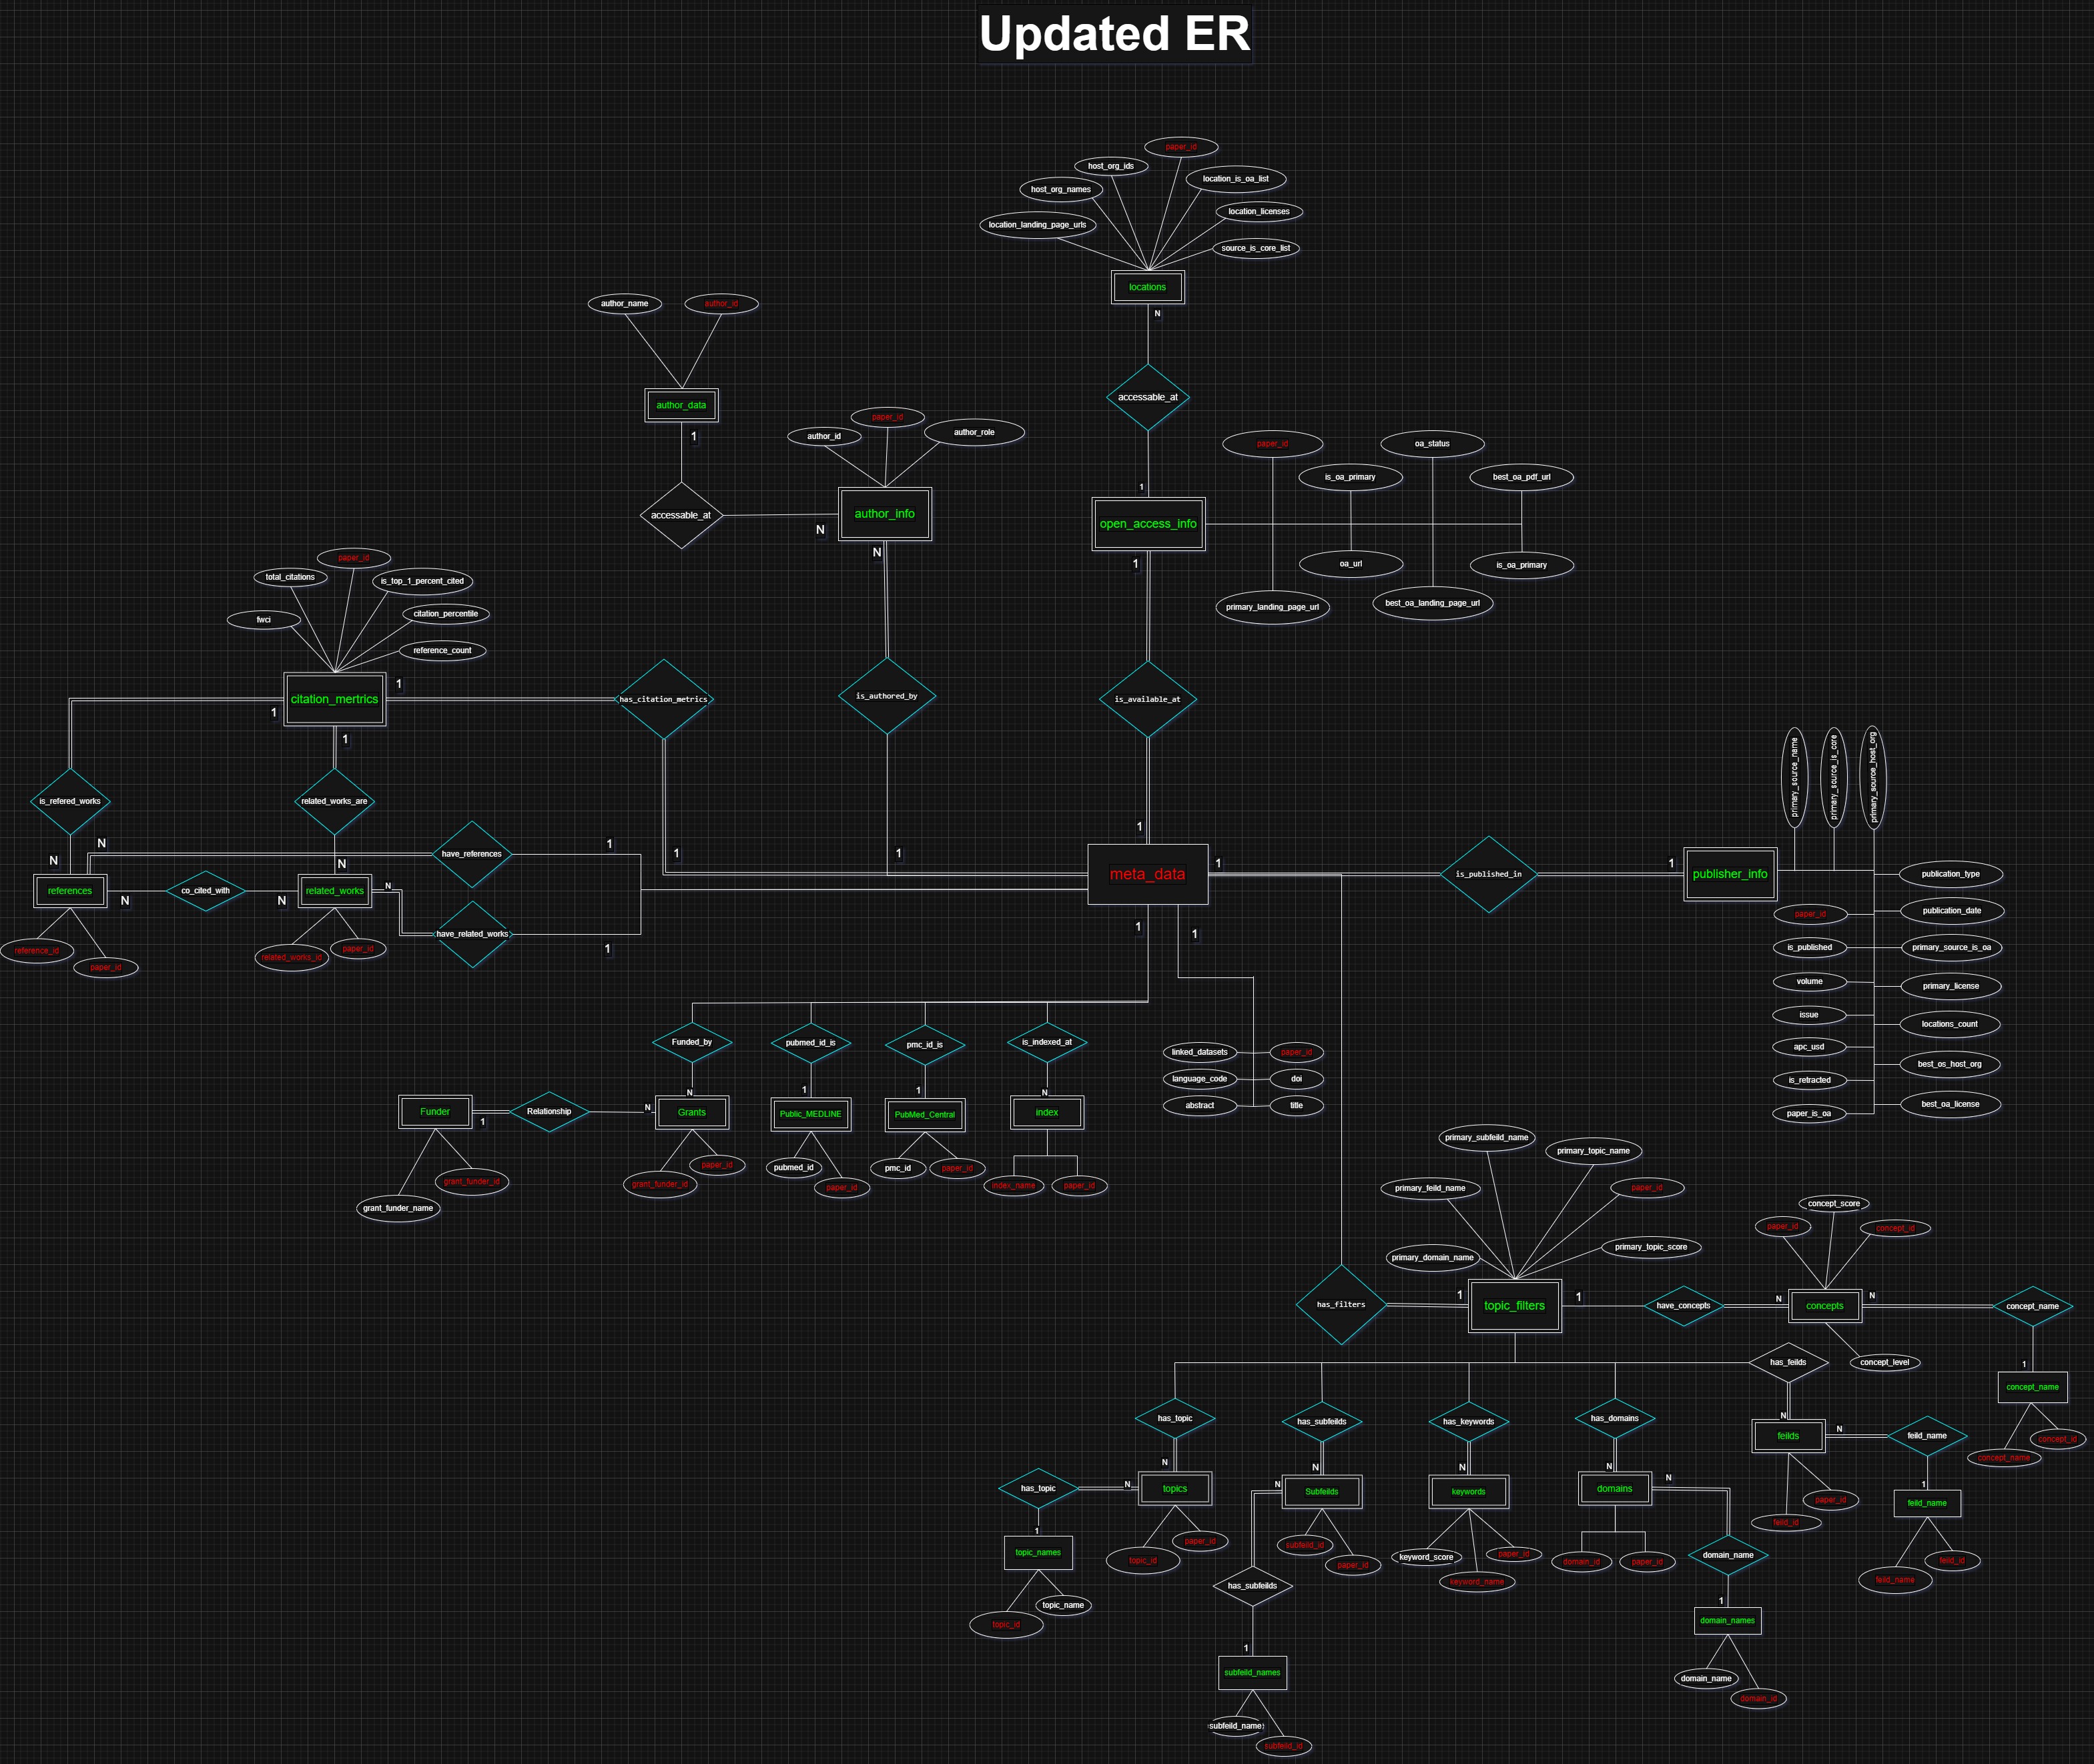 Updated ER
paper_id
host_org_ids
location_is_oa_list
host_org_names
location_licenses
location_landing_page_urls
source_is_core_list
locations
N
accessable_at
1
author_name
author_id
author_data
1
accessable_at
N
author_id
paper_id
author_role
author_info
N
is_authored_by
1
open_access_info
1
paper_id
oa_status
is_oa_primary
best_oa_pdf_url
oa_url
is_oa_primary
primary_landing_page_url
best_oa_landing_page_url
is_available_at
1
paper_id
total_citations
is_top_1_percent_cited
fwci
citation_percentile
reference_count
citation_mertrics
1
1
1
has_citation_metrics
1
is_refered_works
related_works_are
N
N
N
have_references
1
references
N
co_cited_with
N
related_works
N
have_related_works
1
reference_id
paper_id
related_works_id
paper_id
meta_data
1
is_published_in
1
publisher_info
primary_source_name
primary_source_is_core
primary_source_host_org
publication_type
paper_id
publication_date
is_published
primary_source_is_oa
volume
primary_license
issue
locations_count
apc_usd
best_os_host_org
is_retracted
best_oa_license
paper_is_oa
1
1
Funded_by
pubmed_id_is
pmc_id_is
is_indexed_at
linked_datasets
paper_id
language_code
doi
abstract
title
N
1
1
N
Funder
1
Relationship
N
Grants
Public_MEDLINE
PubMed_Central
index
grant_funder_id
grant_funder_name
grant_funder_id
paper_id
pubmed_id
paper_id
pmc_id
paper_id
index_name
paper_id
primary_subfeild_name
primary_topic_name
primary_feild_name
paper_id
primary_domain_name
primary_topic_score
has_filters
1
topic_filters
1
have_concepts
N
concepts
N
concept_name
concept_score
paper_id
concept_id
concept_level
1
concept_name
concept_name
concept_id
has_topic
has_subfeilds
has_keywords
has_domains
has_feilds
N
N
N
N
N
has_topic
N
topics
N
Subfeilds
keywords
domains
N
feilds
N
feild_name
1
feild_name
feild_name
feild_id
feild_id
paper_id
1
topic_names
topic_id
topic_name
topic_id
paper_id
subfeild_id
paper_id
has_subfeilds
1
subfeild_names
subfeild_name
subfeild_id
keyword_score
keyword_name
paper_id
domain_id
paper_id
domain_name
1
domain_names
domain_name
domain_id